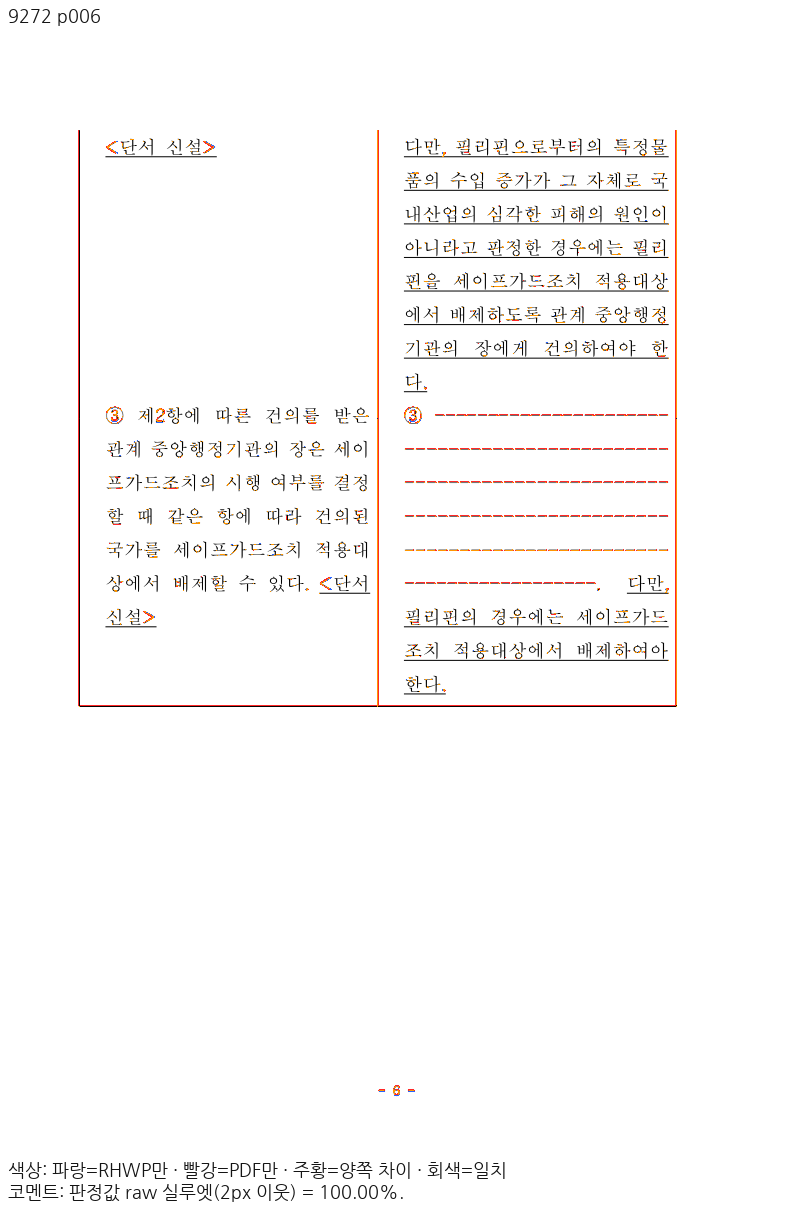 9272 p006
<단서 신설>
다만, 필리핀으로부터의 특정물
품의 수입 증가가 그 자체로 국
내산업의 심각한 피해의 원인이
아니라고 판정한 경우에는 필리
핀을 세이프가드조치 적용대상
에서 배제하도록 관계 중앙행정
기관의 장에게 건의하여야 한
다.
③ 제2항에 따른 건의를 받은
관계 중앙행정기관의 장은 세이
프가드조치의 시행 여부를 결정
할 때 같은 항에 따라 건의된
국가를 세이프가드조치 적용대
상에서 배제할 수 있다. <단서
신설>
③ ----------------------
-------------------------
-------------------------
-------------------------
-------------------------
------------------. 다만,
필리핀의 경우에는 세이프가드
조치 적용대상에서 배제하여야
한다.
- 6 -
색상: 파랑=RHWP만 · 빨강=PDF만 · 주황=양쪽 차이 · 회색=일치
코멘트: 판정값 raw 실루엣(2px 이웃) = 100.00%.